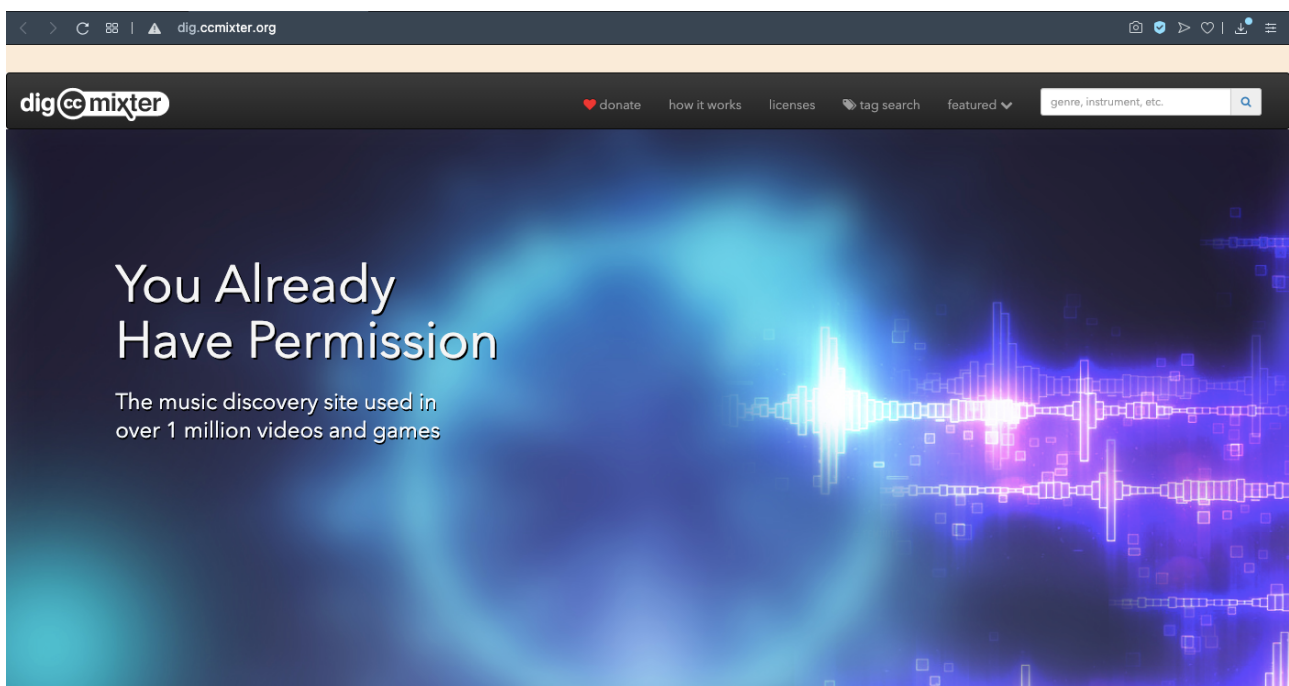 dig.ccmixter.org
dig cc mixter
donate how it works licenses tag search featured genre, instrument, etc.
You Already
Have Permission
The music discovery site used in
over 1 million videos and games